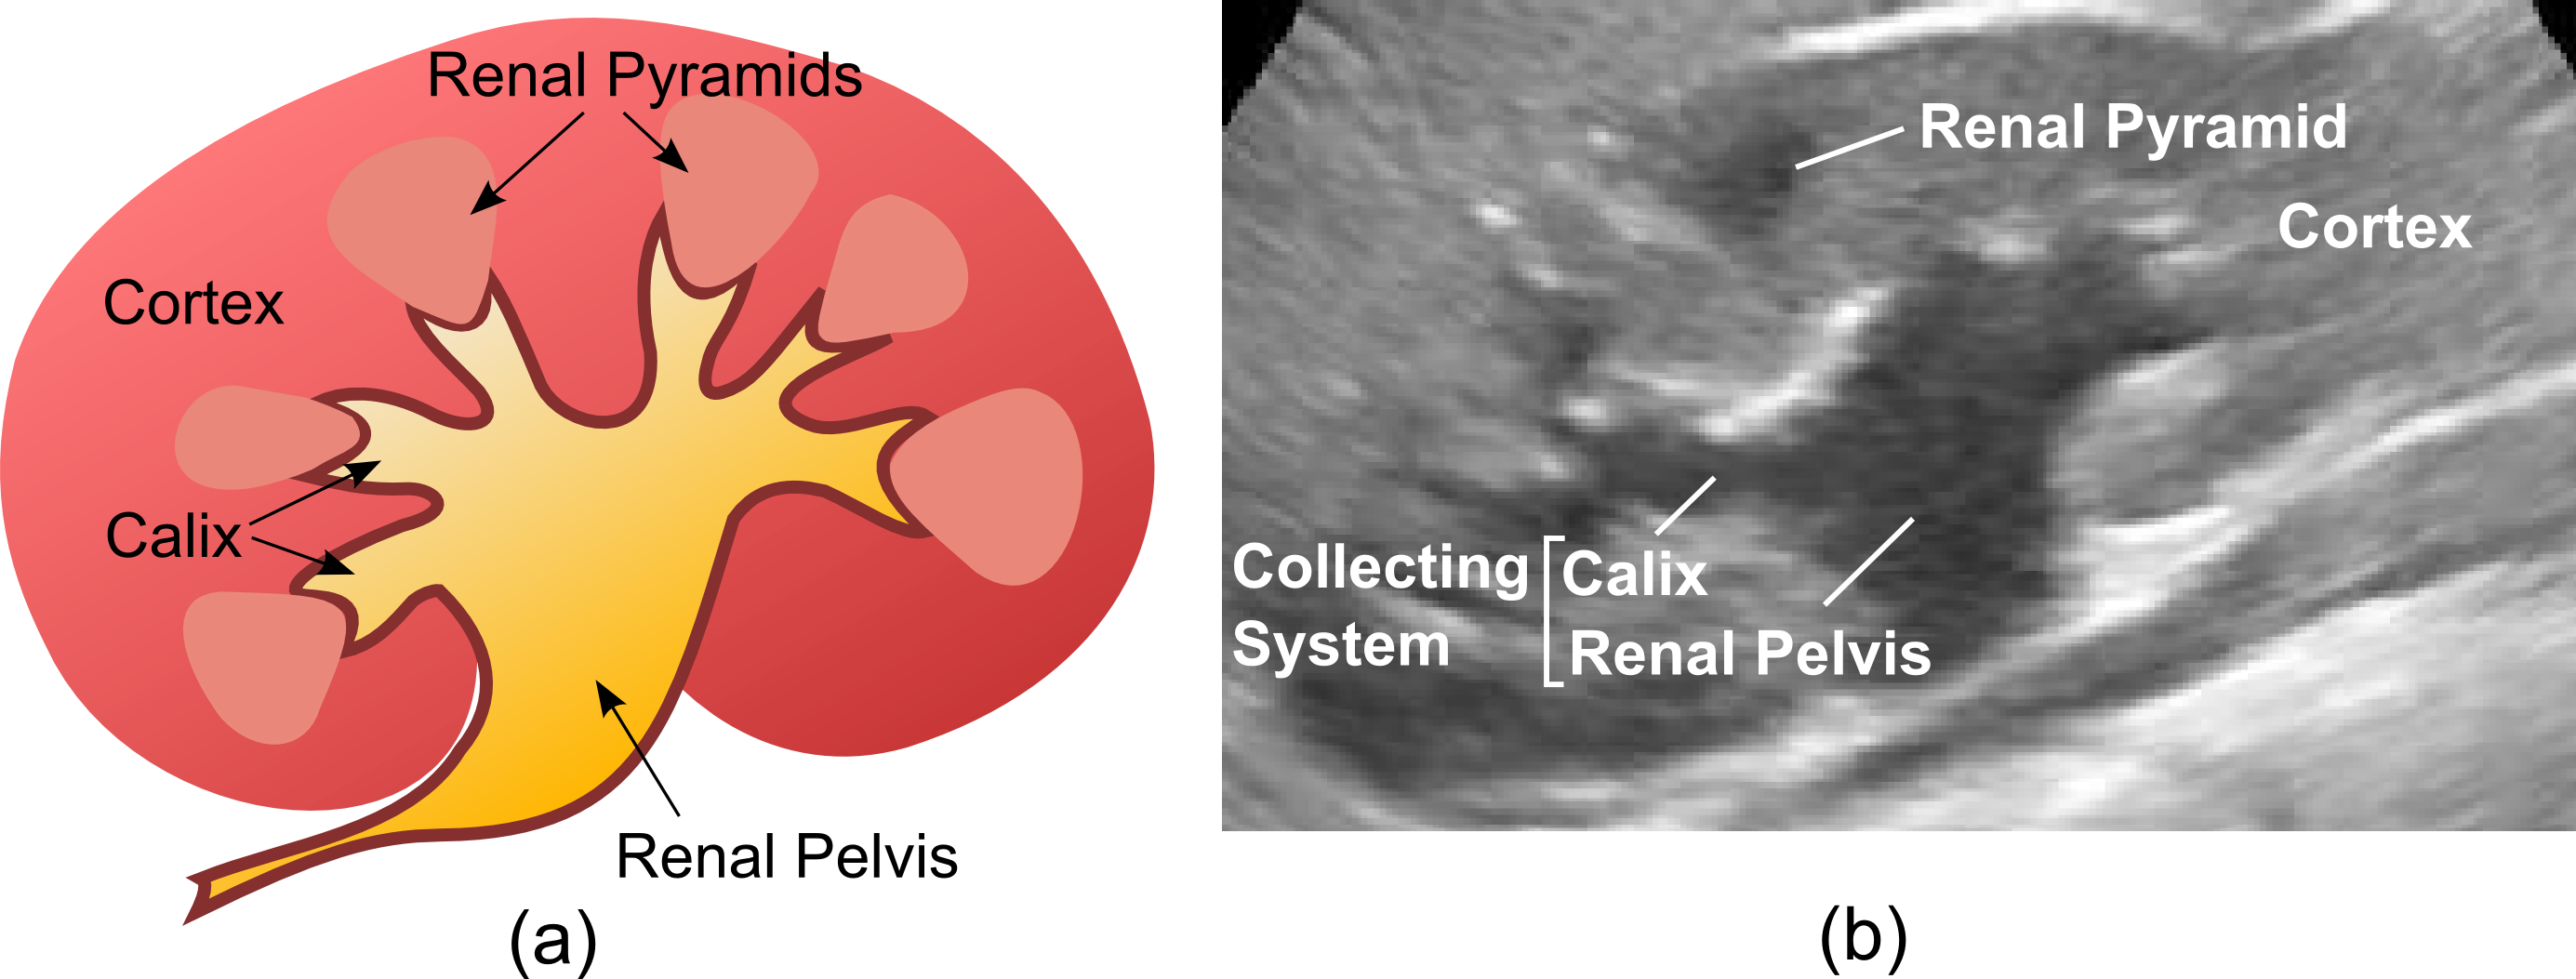 Renal Pyramids
Cortex
Calix
Renal Pelvis
(a)
Renal Pyramid
Cortex
Collecting
System
Calix
Renal Pelvis
(b)